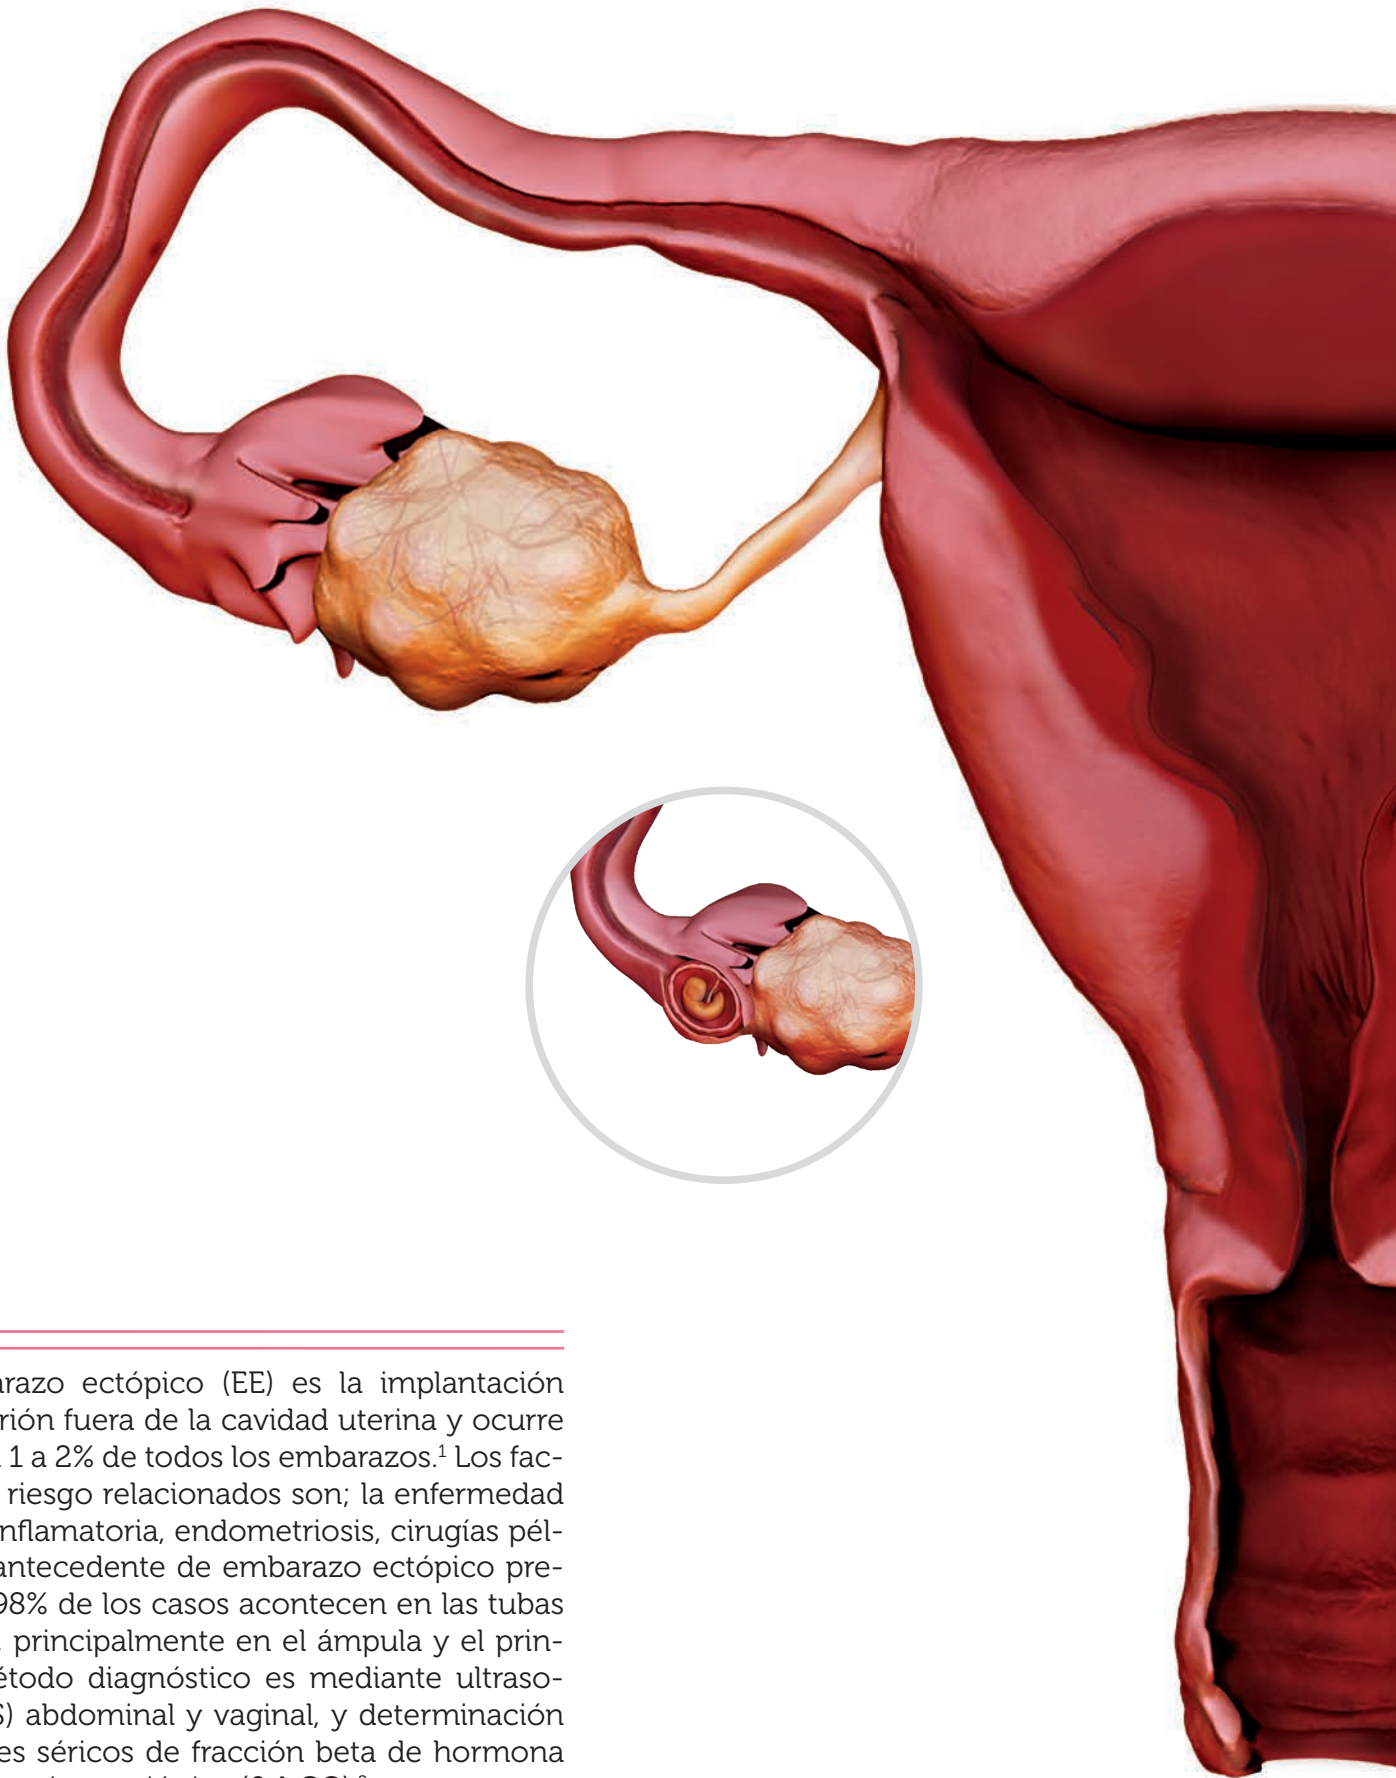 arazo ectópico (EE) es la implantación
rión fuera de la cavidad uterina y ocurre
1 a 2% de todos los embarazos.¹ Los fac-
riesgo relacionados son; la enfermedad
nflamatoria, endometriosis, cirugías pél-
antecedente de embarazo ectópico pre-
98% de los casos acontecen en las tubas
principalmente en el ámpula y el prin-
étodo diagnóstico es mediante ultraso-
S) abdominal y vaginal, y determinación
es séricos de fracción beta de hormona